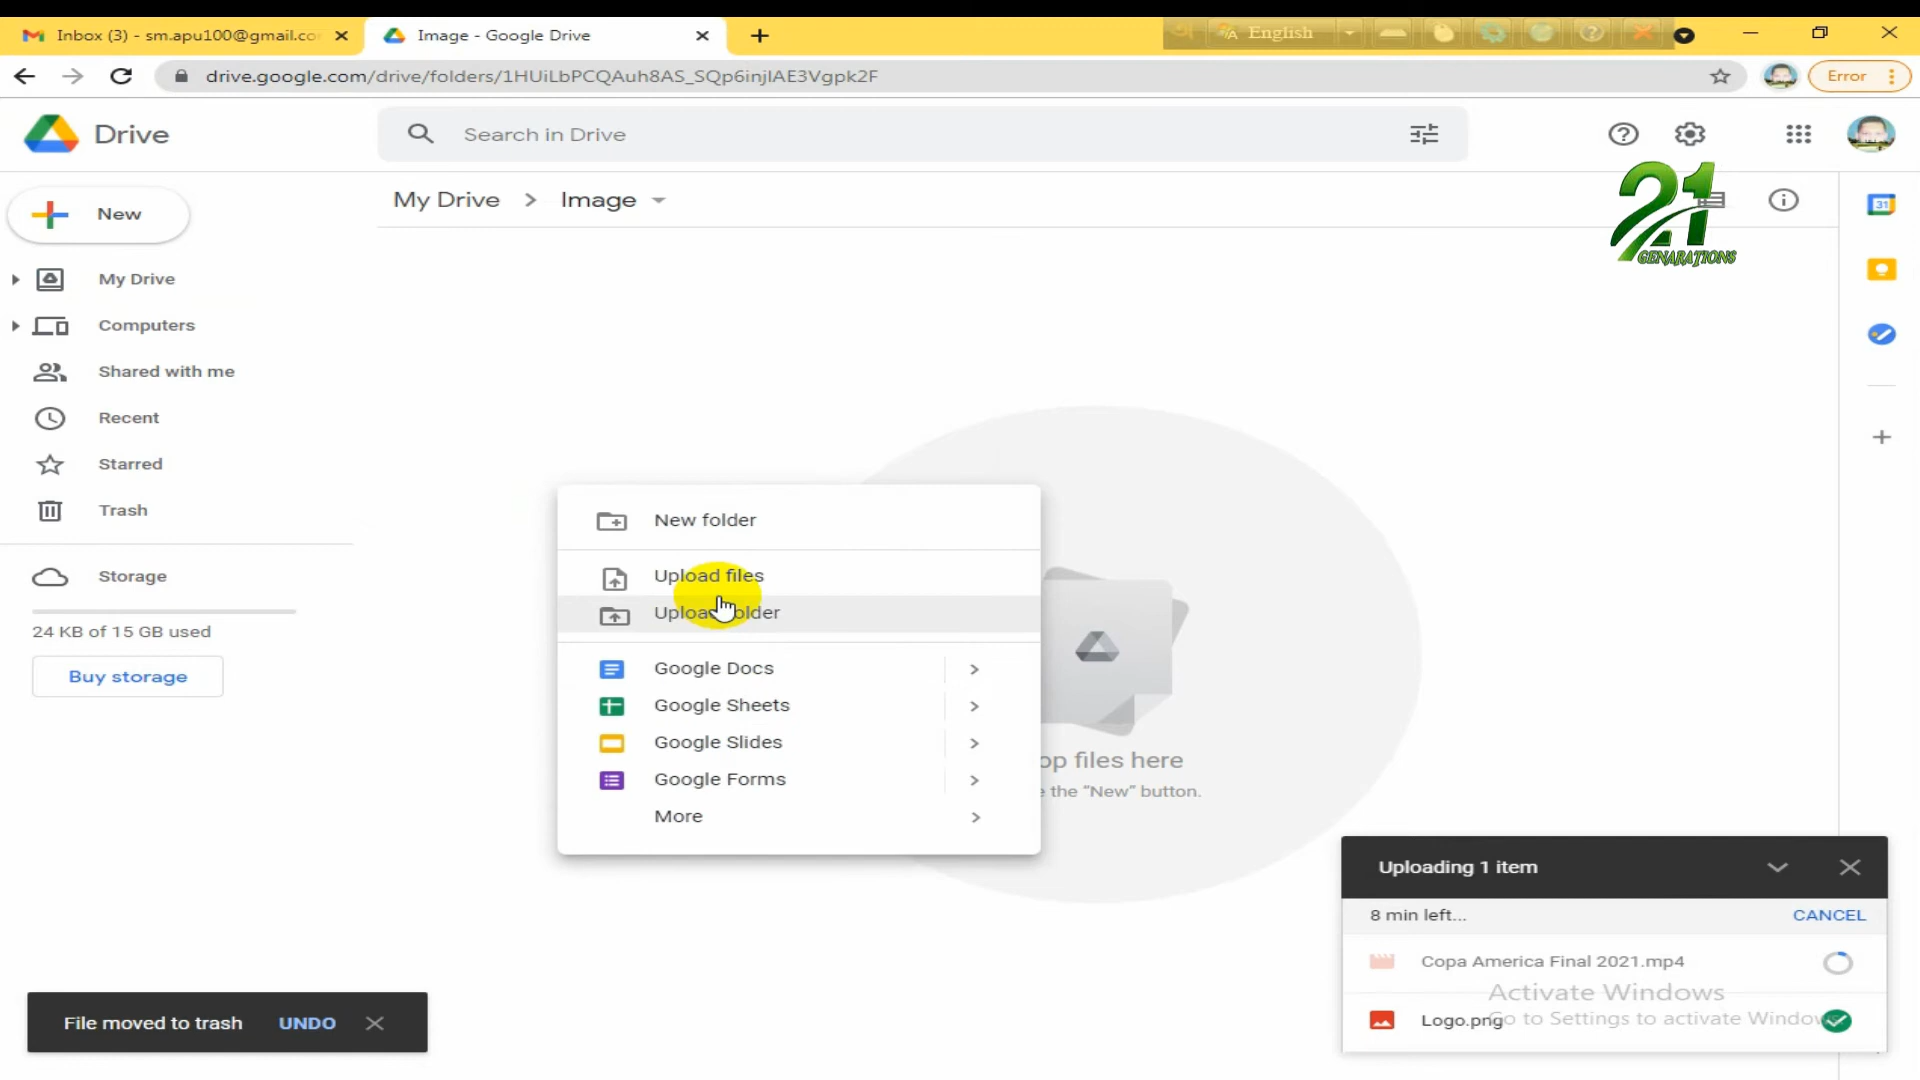 Inbox (3) - sm.apu100@gmail.co
Image - Google Drive
English
drive.google.com/drive/folders/1HUiLbPCQAuh8AS_SQp6injIAE3Vgpk2F
Error
Drive
Search in Drive
21
GENARATIONS
New
My Drive
Image
31
My Drive
Computers
Shared with me
Recent
Starred
Trash
Storage
24 KB of 15 GB used
Buy storage
New folder
Upload files
Upload folder
Google Docs
Google Sheets
Google Slides
Google Forms
More
op files here
e the “New” button.
Uploading 1 item
8 min left...
CANCEL
Copa America Final 2021.mp4
Logo.png
Activate Windows
Go to Settings to activate Window
File moved to trash
UNDO